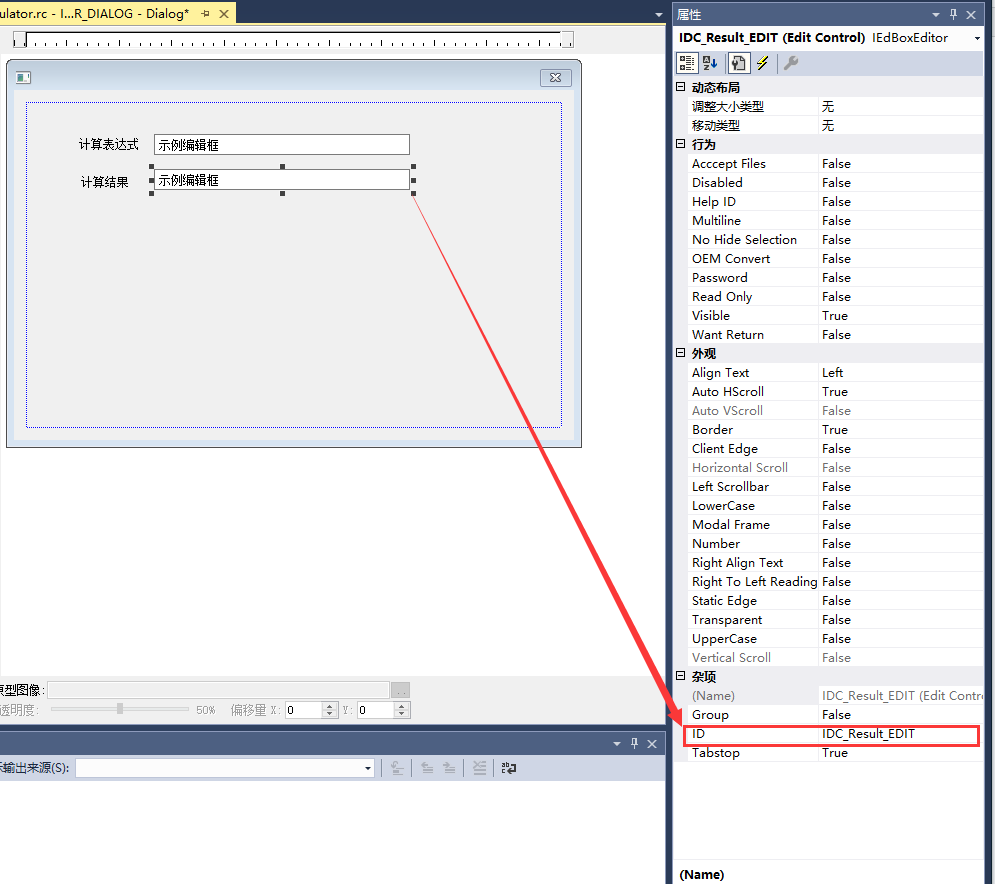 ulator.rc - I...R_DIALOG - Dialog*
计算表达式 示例编辑框
计算结果 示例编辑框
原型图像:
透明度: 50% 偏移量 X: 0 Y: 0
输出来源(S):
属性
IDC_Result_EDIT (Edit Control) IEdBoxEditor
动态布局
调整大小类型 无
移动类型 无
行为
Acccept Files False
Disabled False
Help ID False
Multiline False
No Hide Selection False
OEM Convert False
Password False
Read Only False
Visible True
Want Return False
外观
Align Text Left
Auto HScroll True
Auto VScroll False
Border True
Client Edge False
Horizontal Scroll False
Left Scrollbar False
LowerCase False
Modal Frame False
Number False
Right Align Text False
Right To Left Reading False
Static Edge False
Transparent False
UpperCase False
Vertical Scroll False
杂项
(Name) IDC_Result_EDIT (Edit Contr
Group False
ID IDC_Result_EDIT
Tabstop True
(Name)